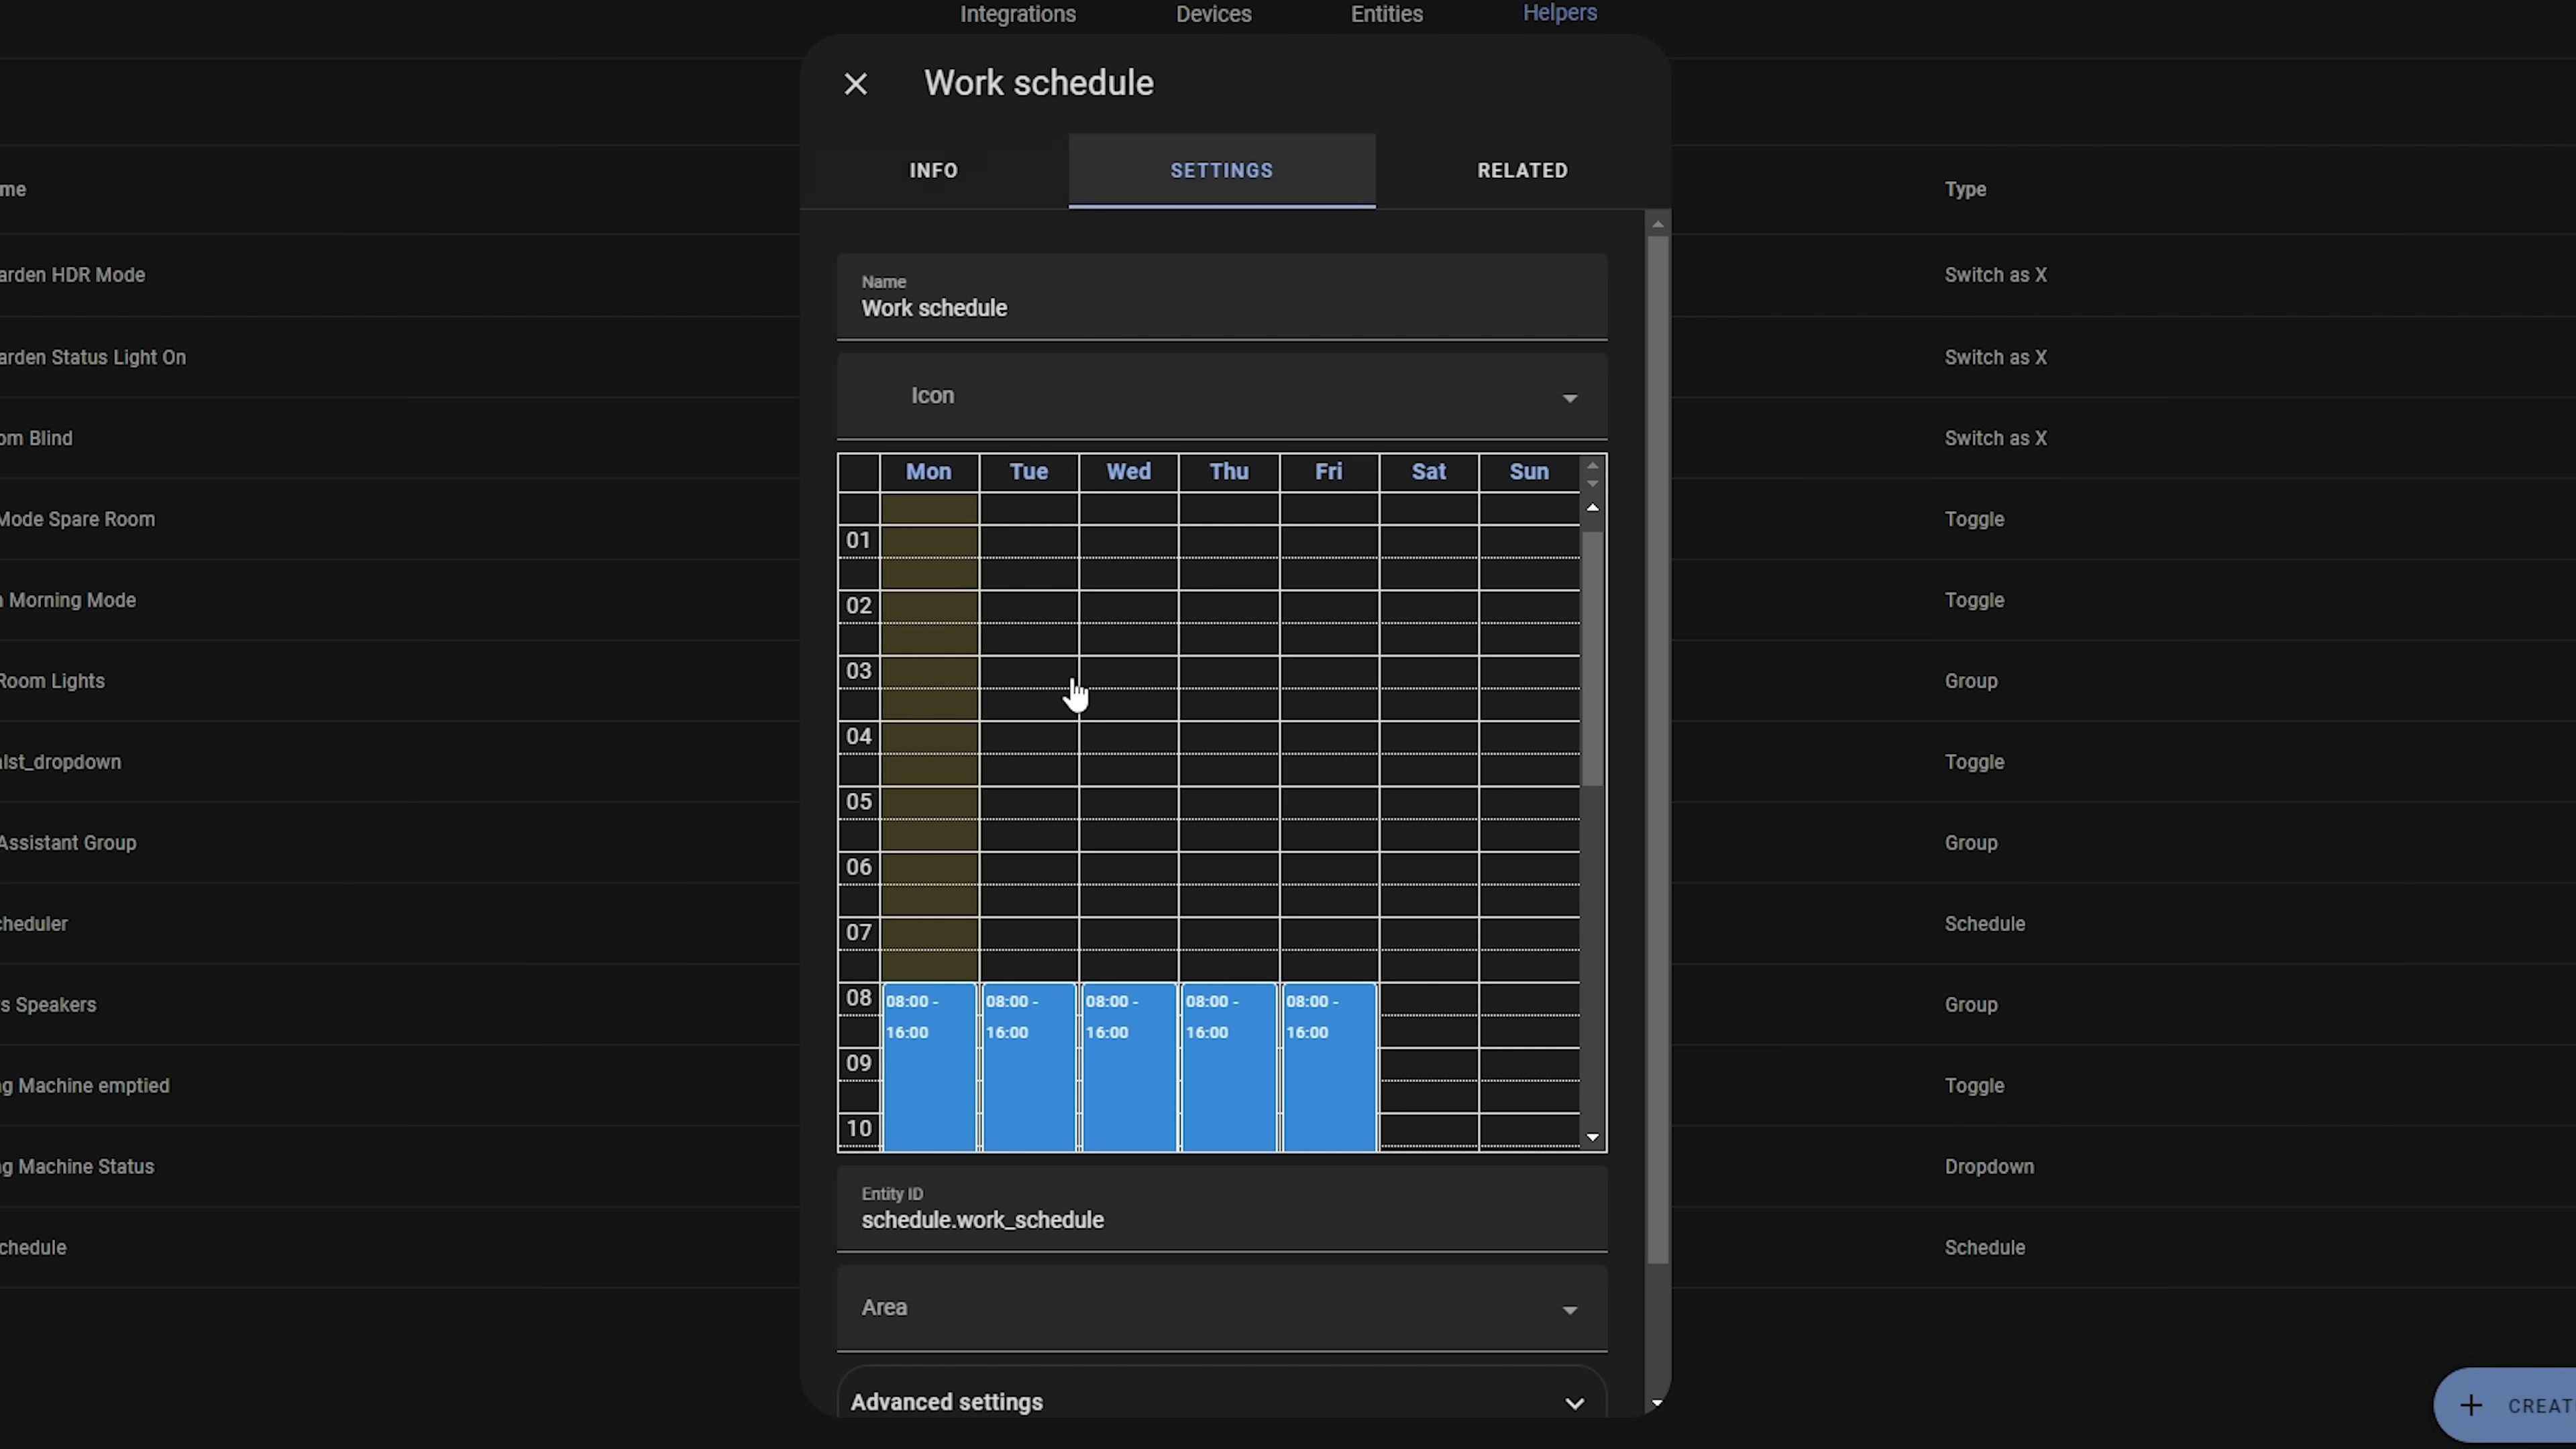 Integrations Devices Entities Helpers
Work schedule
INFO SETTINGS RELATED
me Type
arden HDR Mode Switch as X
Name
Work schedule
arden Status Light On Switch as X
Icon
om Blind Switch as X
Mon Tue Wed Thu Fri Sat Sun
Mode Spare Room Toggle
01
Morning Mode Toggle
02
Room Lights Group
03
04
alst_dropdown Toggle
05
Assistant Group Group
06
cheduler Schedule
07
s Speakers Group
08 08:00 - 08:00 - 08:00 - 08:00 - 08:00 -
16:00 16:00 16:00 16:00 16:00
09
ng Machine emptied Toggle
10
ng Machine Status Dropdown
Entity ID
schedule.work_schedule
chedule Schedule
Area
Advanced settings
CREAT